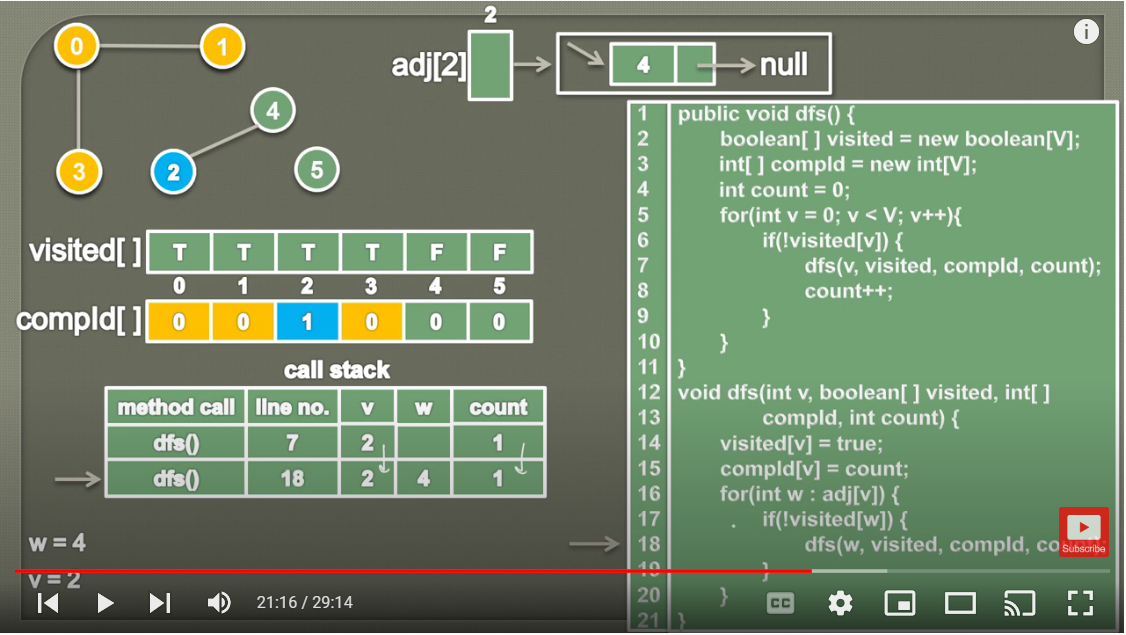 0 1
3 2 4 5
2
adj[2] 4 null
visited[ ] T T T T F F
0 1 2 3 4 5
compId[ ] 0 0 1 0 0 0
call stack
method call line no. v w count
dfs() 7 2 1
dfs() 18 2 4 1
w = 4
v = 2
1 public void dfs() {
2 boolean[ ] visited = new boolean[V];
3 int[ ] compId = new int[V];
4 int count = 0;
5 for(int v = 0; v < V; v++){
6 if(!visited[v]) {
7 dfs(v, visited, compId, count);
8 count++;
9 }
10 }
11 }
12 void dfs(int v, boolean[ ] visited, int[ ]
13 compId, int count) {
14 visited[v] = true;
15 compId[v] = count;
16 for(int w : adj[v]) {
17 . if(!visited[w]) {
18 dfs(w, visited, compId,
19 }
20 }
21 }
Subscribe
21:16 / 29:14
CC
i